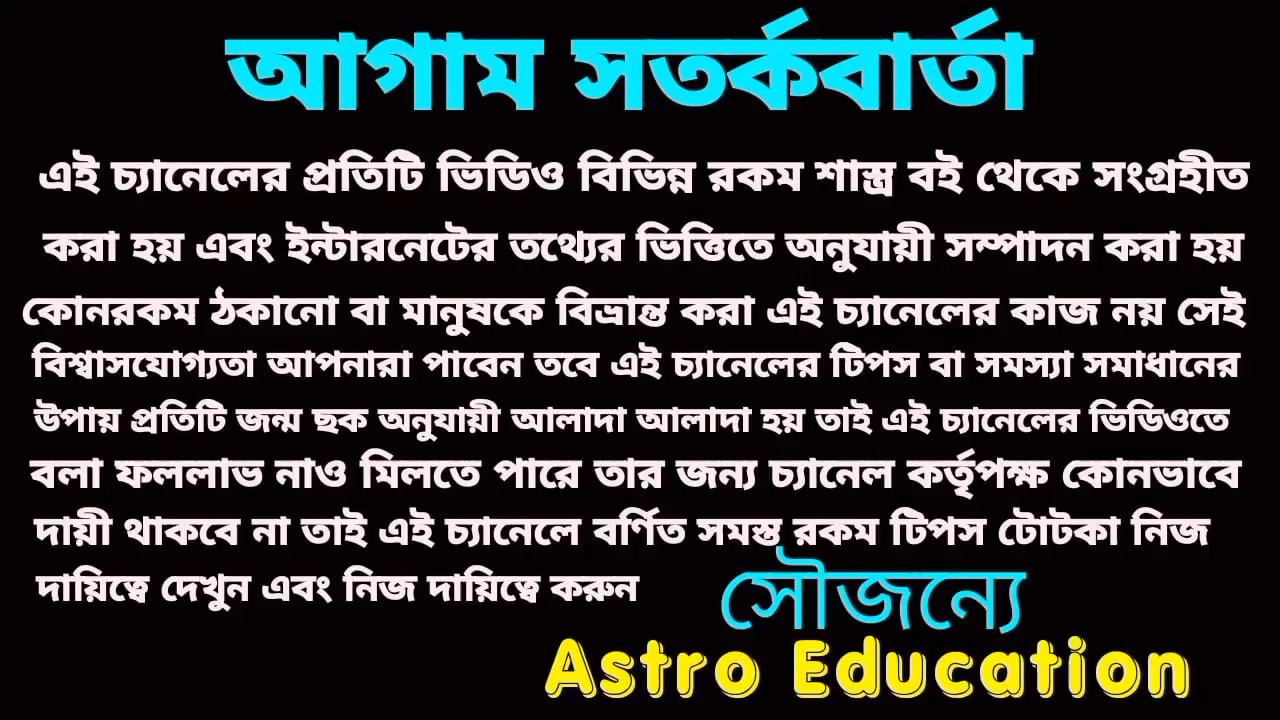 আগাম সতর্কবার্তা
এই চ্যানেলের প্রতিটি ভিডিও বিভিন্ন রকম শাস্ত্র বই থেকে সংগ্রহীত
করা হয় এবং ইন্টারনেটের তথ্যের ভিত্তিতে অনুযায়ী সম্পাদন করা হয়
কোনরকম ঠকানো বা মানুষকে বিভ্রান্ত করা এই চ্যানেলের কাজ নয় সেই
বিশ্বাসযোগ্যতা আপনারা পাবেন তবে এই চ্যানেলের টিপস বা সমস্যা সমাধানের
উপায় প্রতিটি জন্ম ছক অনুযায়ী আলাদা আলাদা হয় তাই এই চ্যানেলের ভিডিওতে
বলা ফললাভ নাও মিলতে পারে তার জন্য চ্যানেল কর্তৃপক্ষ কোনভাবে
দায়ী থাকবে না তাই এই চ্যানেলে বর্ণিত সমস্ত রকম টিপস টোটকা নিজ
দায়িত্বে দেখুন এবং নিজ দায়িত্বে করুন
সৌজন্যে
Astro Education